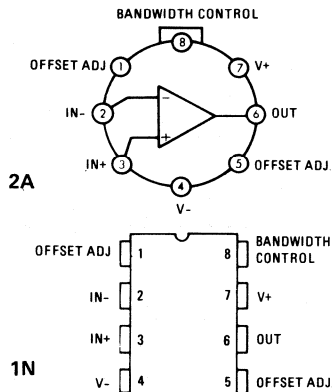 BANDWIDTH CONTROL
8
OFFSET ADJ 1 7 V+
IN- 2 - 6 OUT
IN+ 3 + 5 OFFSET ADJ.
4
2A
V-
OFFSET ADJ 1 8 BANDWIDTH
CONTROL
IN- 2 7 V+
IN+ 3 6 OUT
1N
V- 4 5 OFFSET ADJ